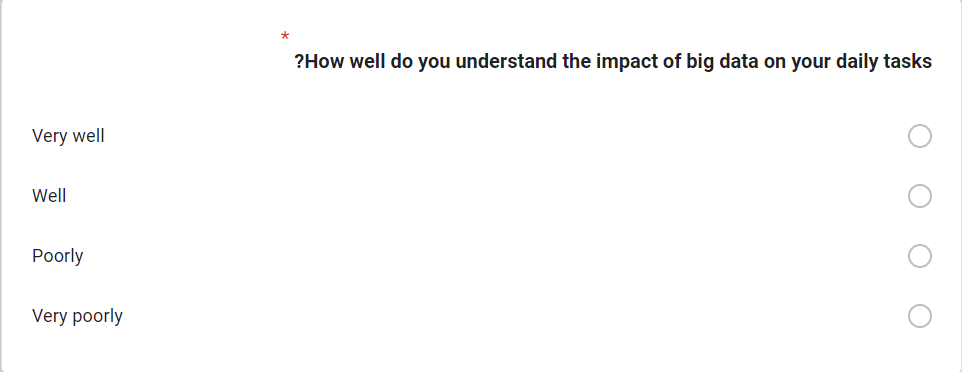 *
?How well do you understand the impact of big data on your daily tasks
Very well
Well
Poorly
Very poorly